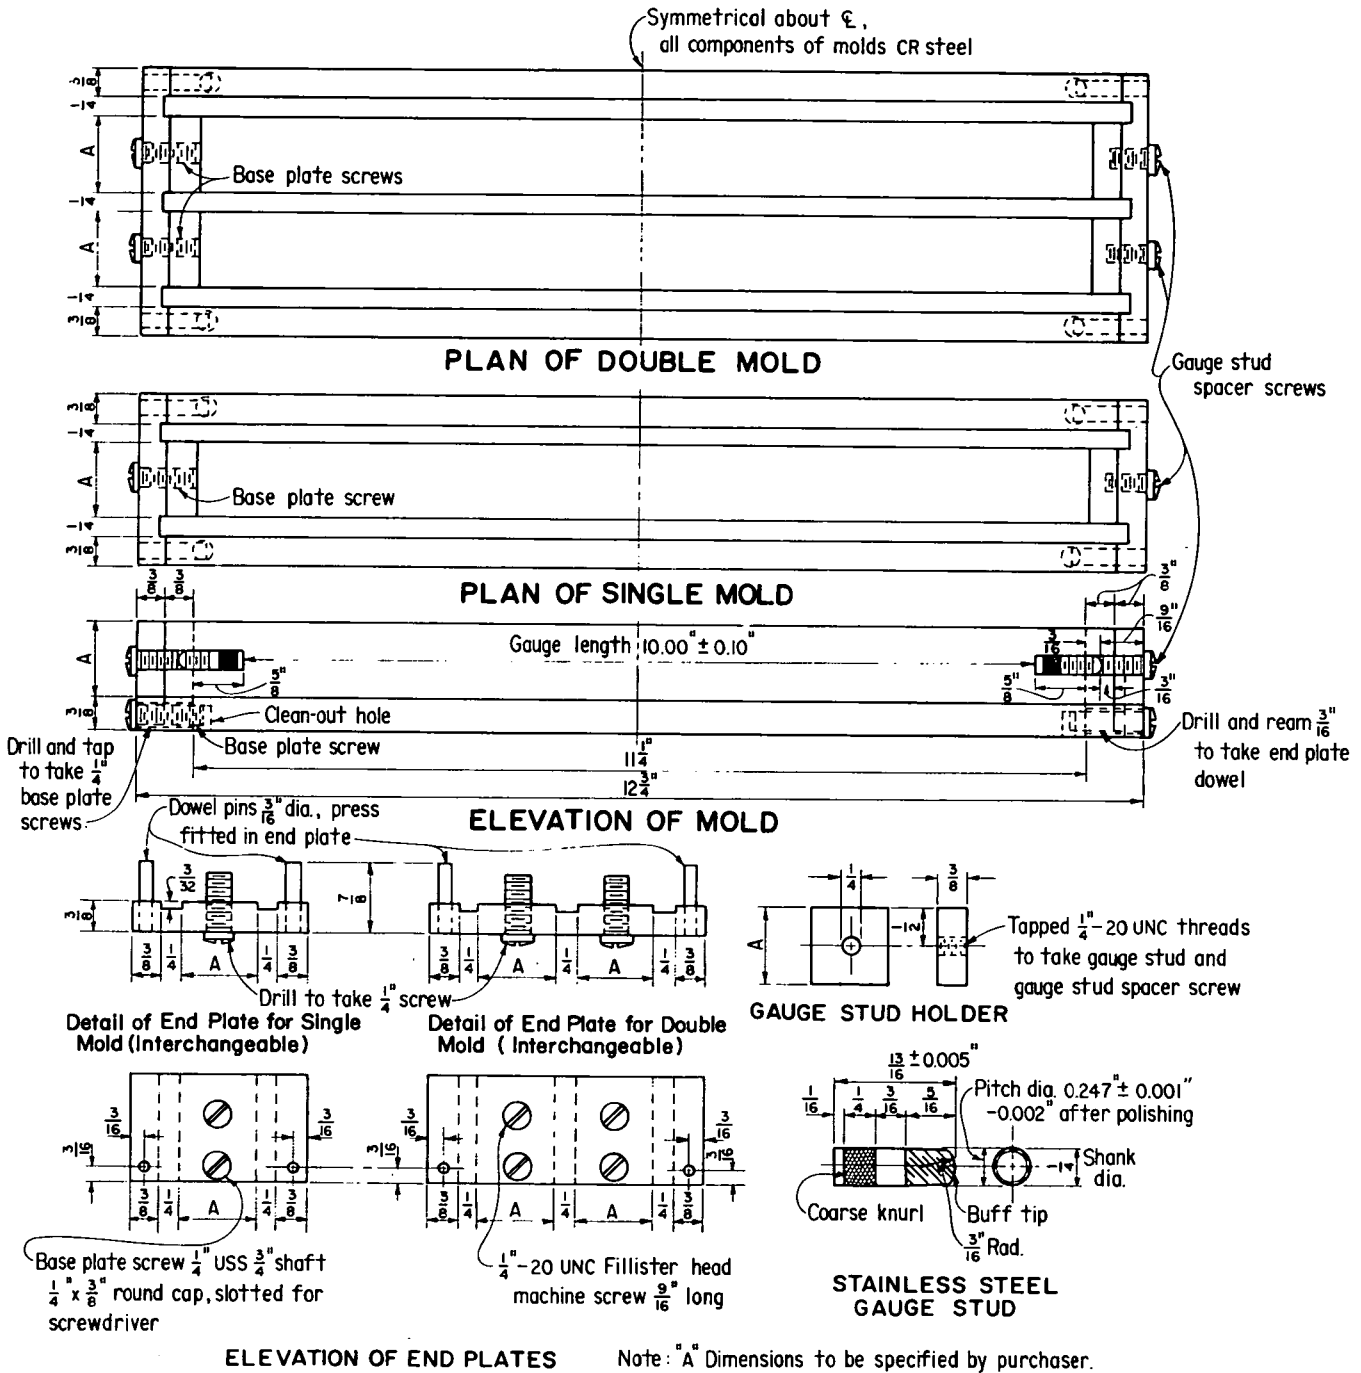 Symmetrical about ℄,
all components of molds CR steel
3/8
1/4
A
Base plate screws
1/4
A
1/4
3/8
PLAN OF DOUBLE MOLD
Gauge stud
spacer screws
3/8
1/4
A
Base plate screw
1/4
3/8
PLAN OF SINGLE MOLD
3/8 3/8
3/8"
9/16"
A
Gauge length 10.00" ± 0.10"
3/16
5/8"
5/8"
3/16"
3/8
Clean-out hole
Base plate screw
Drill and tap
to take 1/4"
base plate
screws.
Drill and ream 3/16"
to take end plate
dowel
11 1/4"
12 3/4"
ELEVATION OF MOLD
Dowel pins 3/16" dia., press
fitted in end plate
3/32
3/8
7/8
3/8 1/4 A 1/4 3/8
3/8 1/4 A 1/4 A 1/4 3/8
Drill to take 1/4" screw
Detail of End Plate for Single
Mold (Interchangeable)
Detail of End Plate for Double
Mold ( Interchangeable)
1/4
3/8
A
1/2
Tapped 1/4"-20 UNC threads
to take gauge stud and
gauge stud spacer screw
GAUGE STUD HOLDER
3/16
3/16
3/16
3/8 1/4 A 1/4 3/8
3/16
3/16
3/16
3/16
3/8 1/4 A 1/4 A 1/4 3/8
Base plate screw 1/4" USS 3/4" shaft
1/4" x 3/8" round cap, slotted for
screwdriver
1/4"-20 UNC Fillister head
machine screw 9/16" long
13/16 ± 0.005"
1/16 1/4 3/16 5/16
Pitch dia. 0.247" ± 0.001"
-0.002" after polishing
1/4
Shank
dia.
Coarse knurl
Buff tip
3/16" Rad.
STAINLESS STEEL
GAUGE STUD
ELEVATION OF END PLATES
Note: "A" Dimensions to be specified by purchaser.